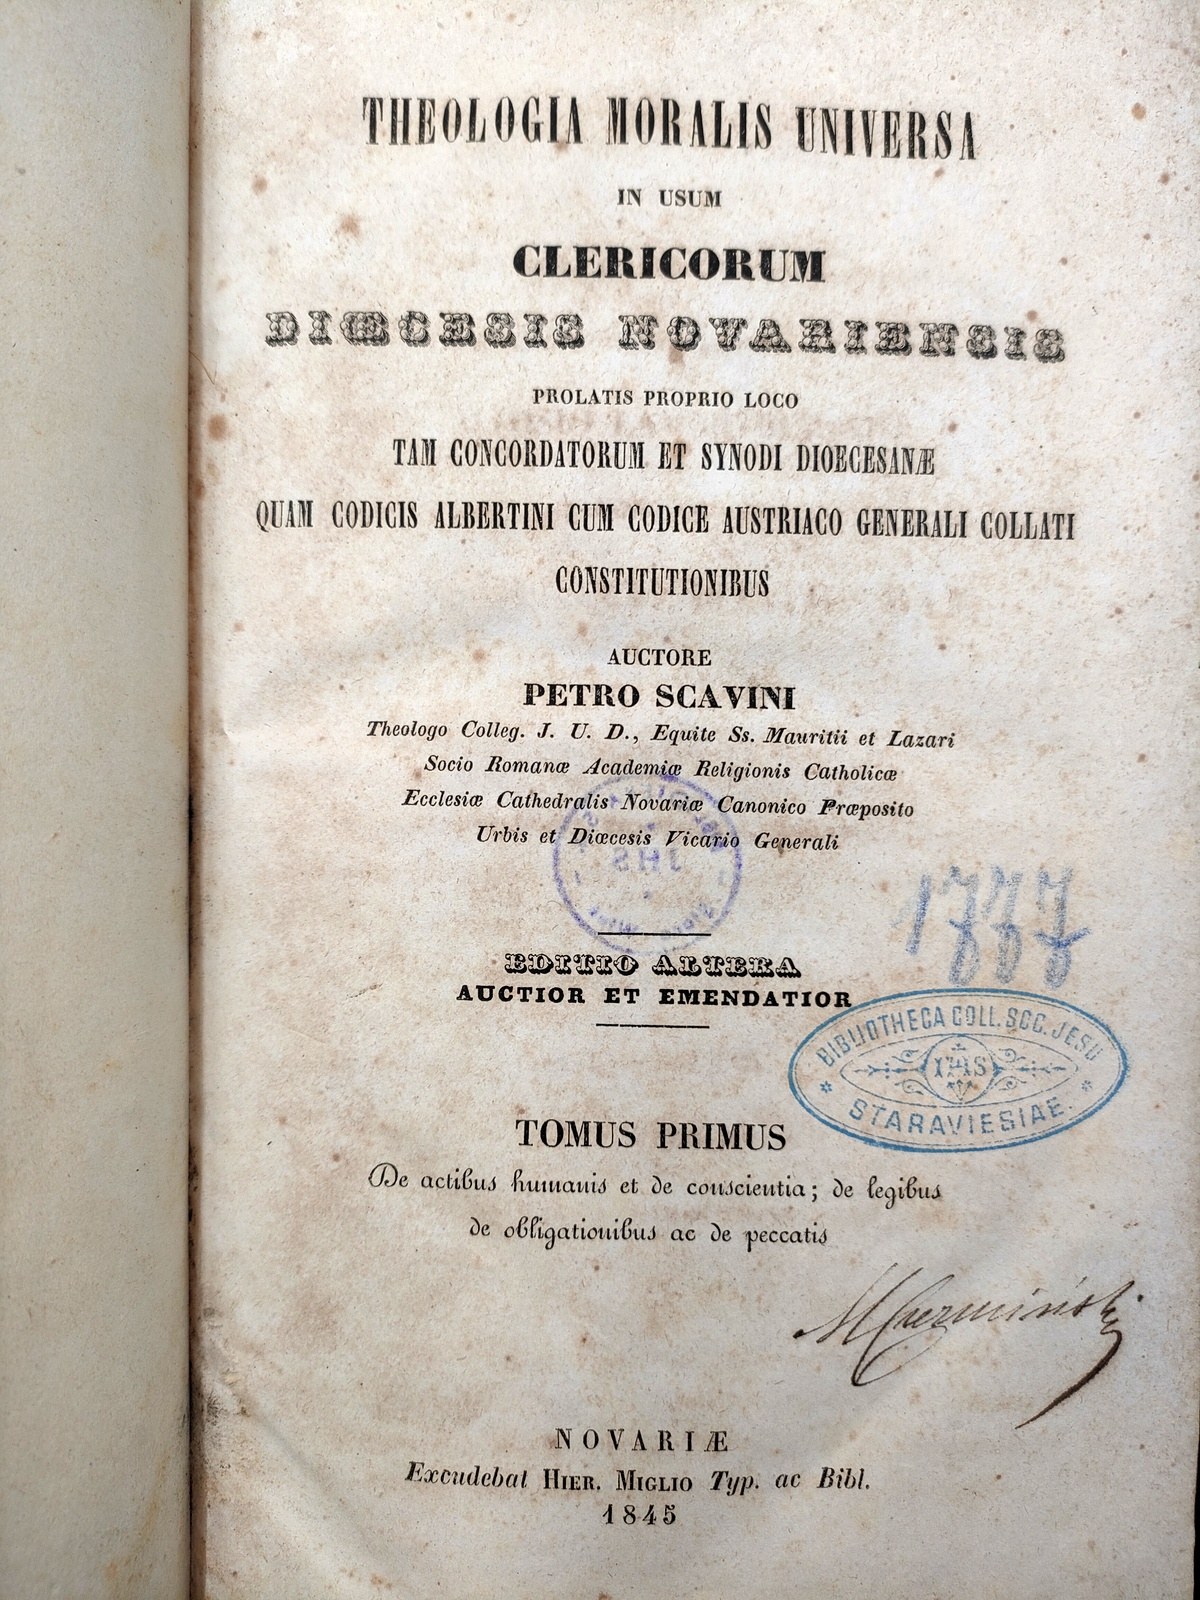 THEOLOGIA MORALIS UNIVERSA
IN USUM
CLERICORUM
DIŒCESIS NOVARIENSIS
PROLATIS PROPRIO LOCO
TAM CONCORDATORUM ET SYNODI DIOECESANÆ
QUAM CODICIS ALBERTINI CUM CODICE AUSTRIACO GENERALI COLLATI
CONSTITUTIONIBUS
AUCTORE
PETRO SCAVINI
Theologo Colleg. J. U. D., Equite Ss. Mauritii et Lazari
Socio Romanæ Academiæ Religionis Catholicæ
Ecclesiæ Cathedralis Novariæ Canonico Præposito
Urbis et Diœcesis Vicario Generali
IHS
1777
EDITIO ALTERA
AUCTIOR ET EMENDATIOR
BIBLIOTHECA COLL. SOC. JESU
IHS
STARAVIESIAE.
TOMUS PRIMUS
De actibus humanis et de conscientia; de legibus
de obligationibus ac de peccatis
MCzermiński
NOVARIÆ
Excudebat HIER. MIGLIO Typ. ac Bibl.
1845